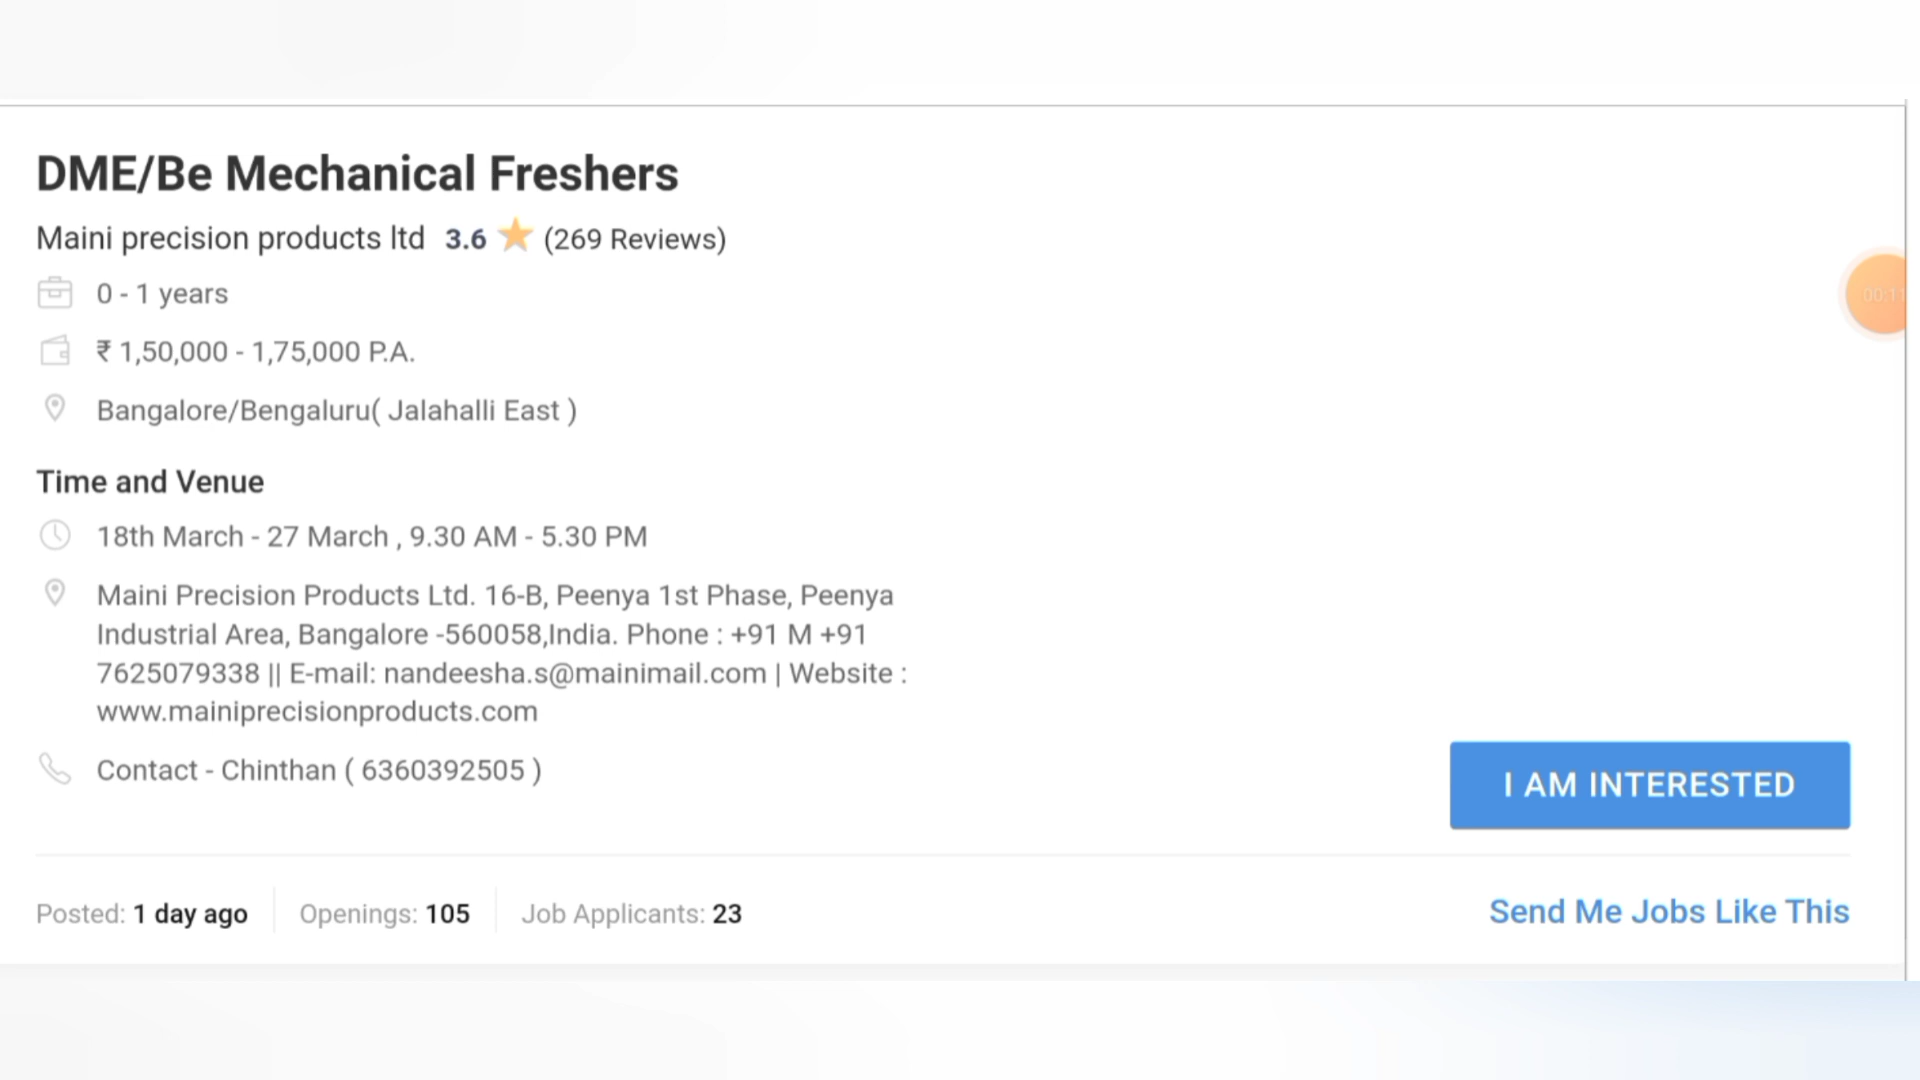 DME/Be Mechanical Freshers
Maini precision products ltd 3.6 (269 Reviews)
0 - 1 years
₹ 1,50,000 - 1,75,000 P.A.
Bangalore/Bengaluru( Jalahalli East )
Time and Venue
18th March - 27 March , 9.30 AM - 5.30 PM
Maini Precision Products Ltd. 16-B, Peenya 1st Phase, Peenya
Industrial Area, Bangalore -560058,India. Phone : +91 M +91
7625079338 || E-mail: nandeesha.s@mainimail.com | Website :
www.mainiprecisionproducts.com
Contact - Chinthan ( 6360392505 )
I AM INTERESTED
Posted: 1 day ago Openings: 105 Job Applicants: 23
Send Me Jobs Like This
00:11